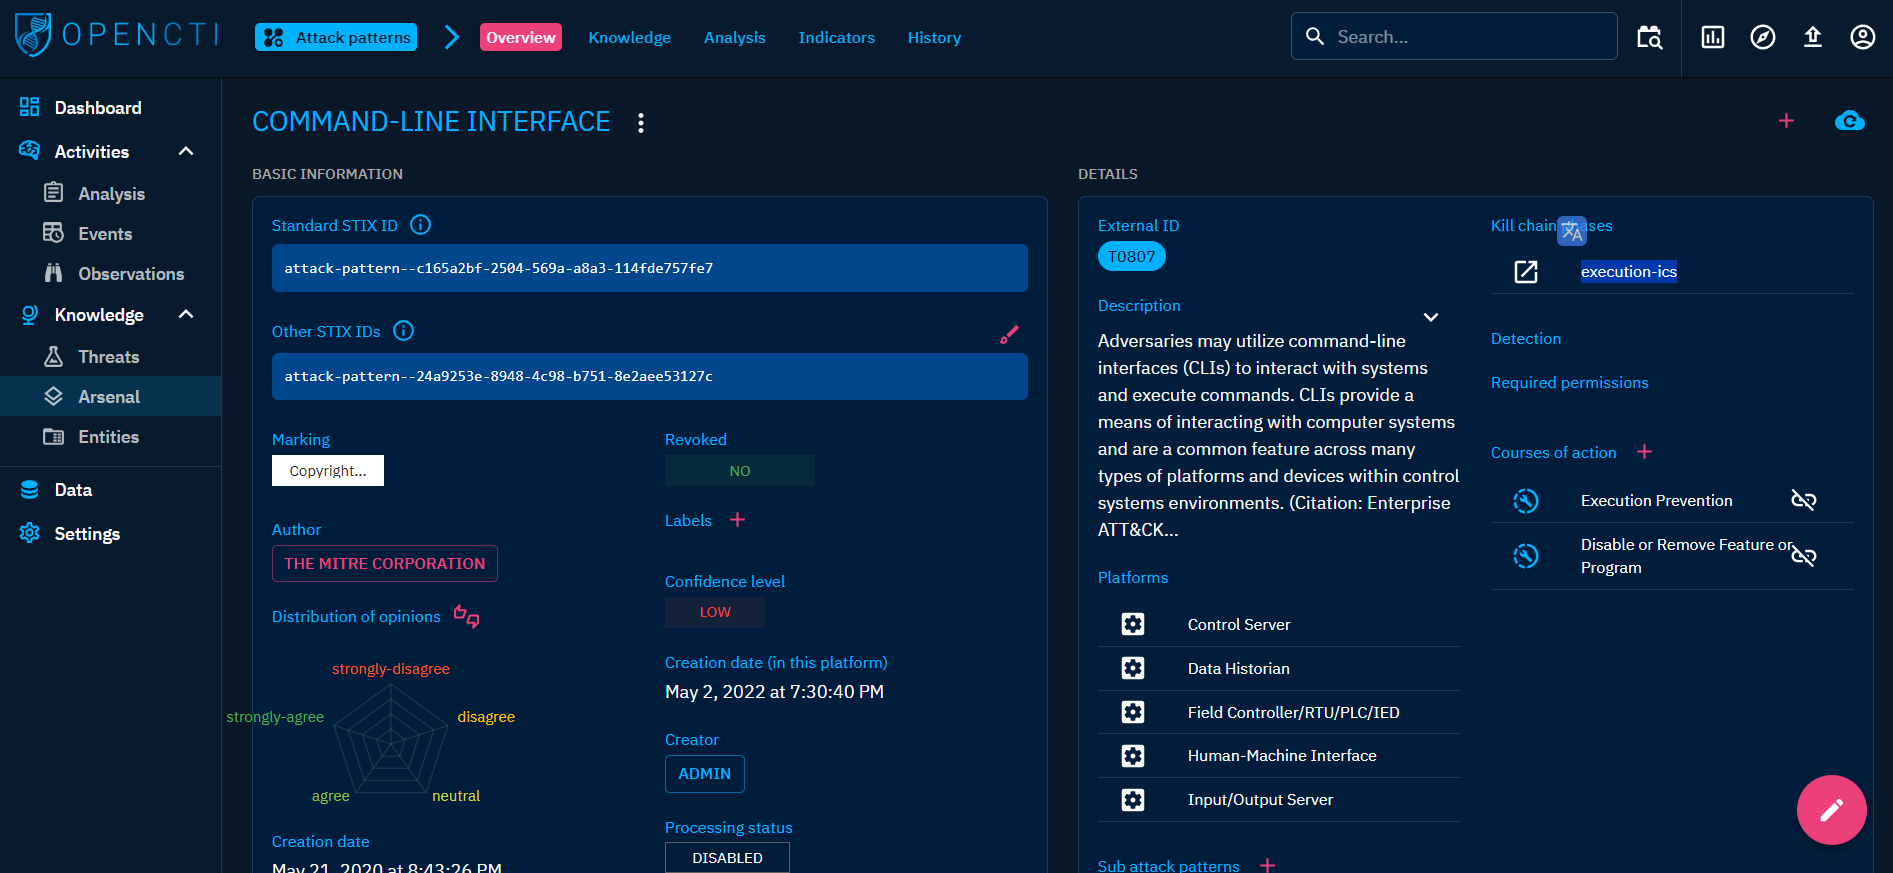 OPENCTI
Attack patterns
Overview
Knowledge
Analysis
Indicators
History
Search...
Dashboard
Activities
Analysis
Events
Observations
Knowledge
Threats
Arsenal
Entities
Data
Settings
COMMAND-LINE INTERFACE
BASIC INFORMATION
Standard STIX ID
attack-pattern--c165a2bf-2504-569a-a8a3-114fde757fe7
Other STIX IDs
attack-pattern--24a9253e-8948-4c98-b751-8e2aee53127c
Marking
Copyright...
Revoked
NO
Labels
Author
THE MITRE CORPORATION
Confidence level
LOW
Distribution of opinions
strongly-disagree
strongly-agree
disagree
agree
neutral
Creation date (in this platform)
May 2, 2022 at 7:30:40 PM
Creator
ADMIN
Creation date
May 21, 2020 at 8:43:26 PM
Processing status
DISABLED
DETAILS
External ID
T0807
Description
Adversaries may utilize command-line
interfaces (CLIs) to interact with systems
and execute commands. CLIs provide a
means of interacting with computer systems
and are a common feature across many
types of platforms and devices within control
systems environments. (Citation: Enterprise
ATT&CK...
Platforms
Control Server
Data Historian
Field Controller/RTU/PLC/IED
Human-Machine Interface
Input/Output Server
Sub attack patterns
Kill chain phases
execution-ics
Detection
Required permissions
Courses of action
Execution Prevention
Disable or Remove Feature or
Program